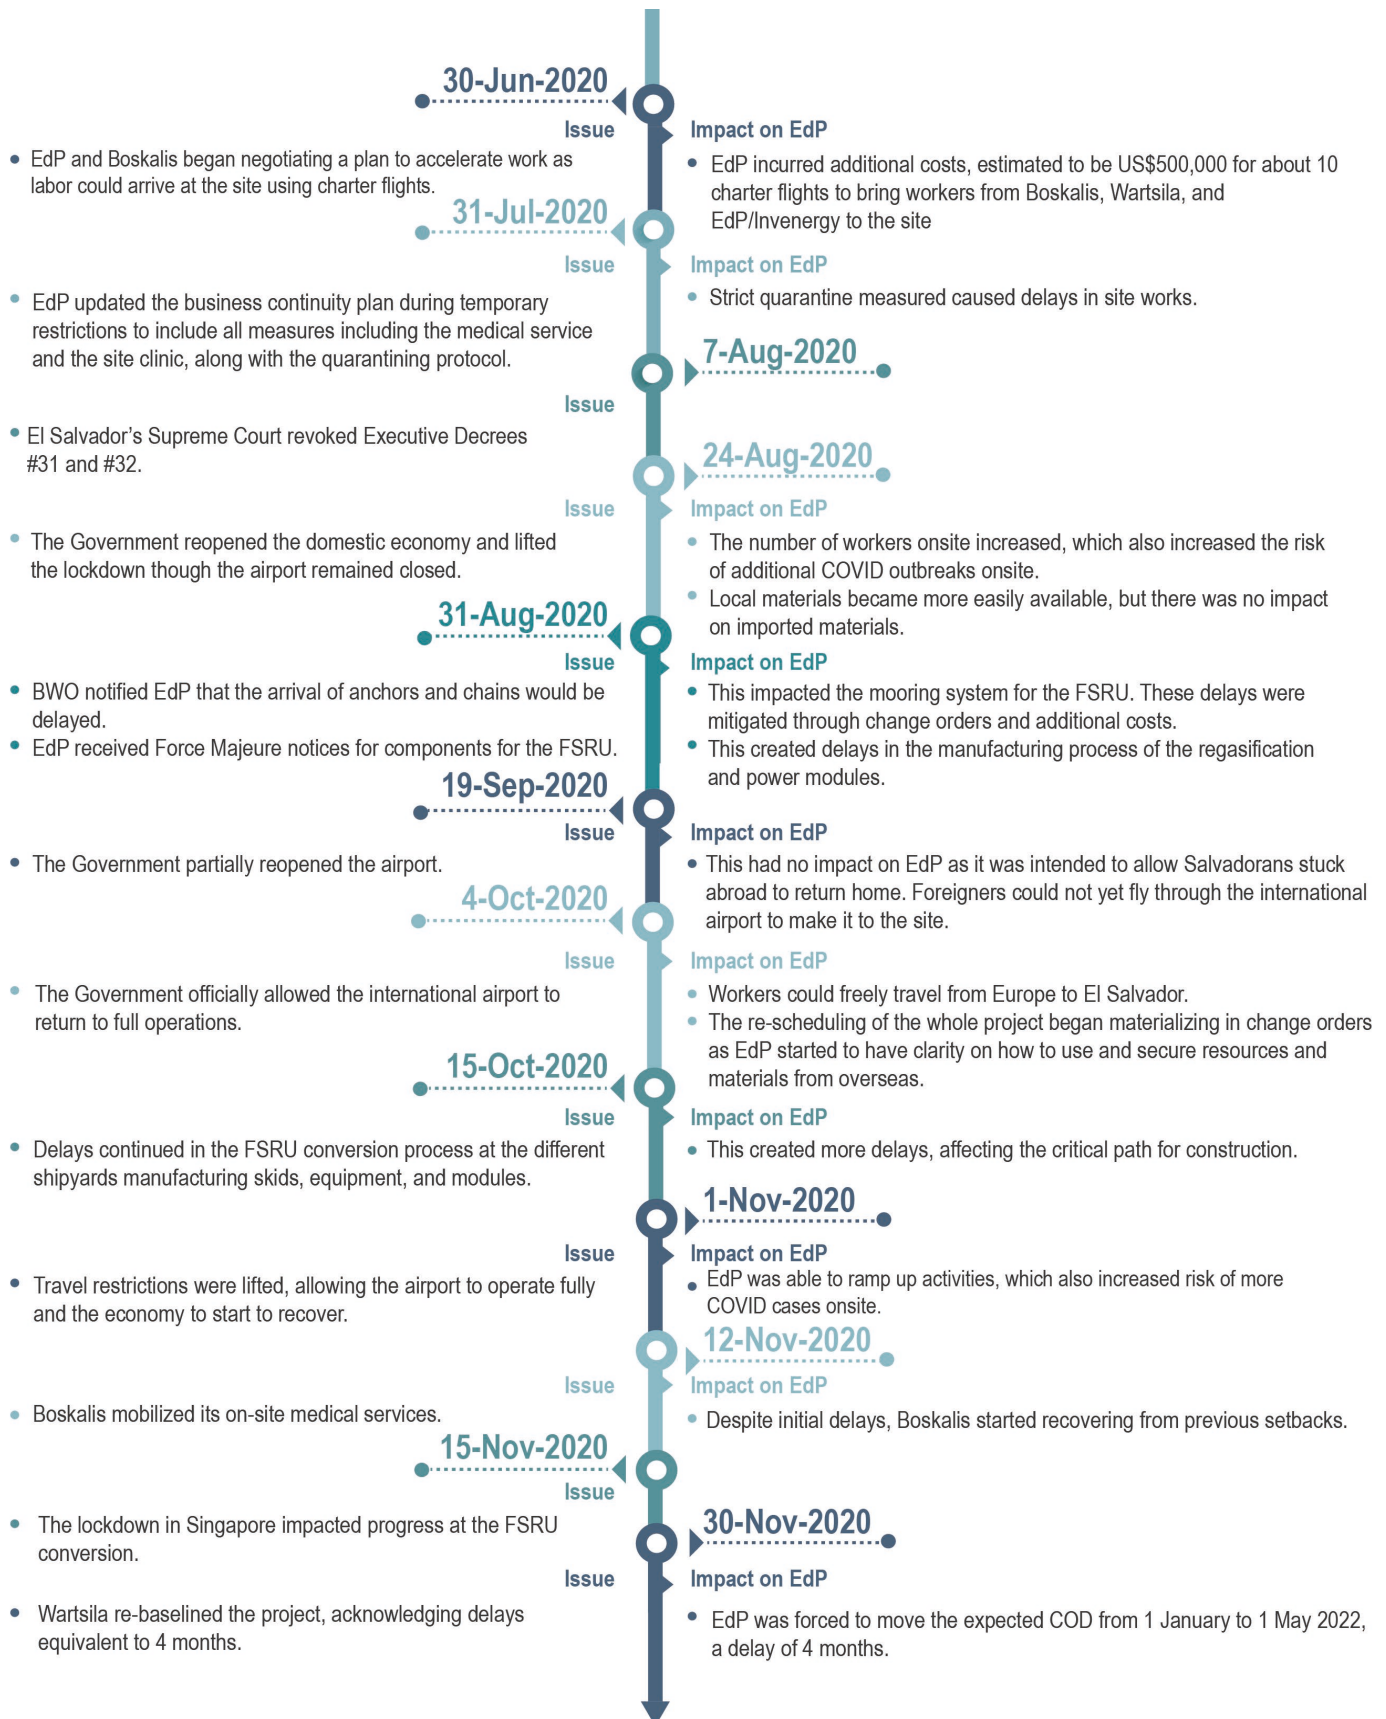 30-Jun-2020
Issue
Impact on EdP
EdP and Boskalis began negotiating a plan to accelerate work as
labor could arrive at the site using charter flights.
EdP incurred additional costs, estimated to be US$500,000 for about 10
charter flights to bring workers from Boskalis, Wartsila, and
EdP/Invenergy to the site
31-Jul-2020
Issue
Impact on EdP
EdP updated the business continuity plan during temporary
restrictions to include all measures including the medical service
and the site clinic, along with the quarantining protocol.
Strict quarantine measured caused delays in site works.
7-Aug-2020
Issue
El Salvador's Supreme Court revoked Executive Decrees
#31 and #32.
24-Aug-2020
Issue
Impact on EdP
The Government reopened the domestic economy and lifted
the lockdown though the airport remained closed.
The number of workers onsite increased, which also increased the risk
of additional COVID outbreaks onsite.
Local materials became more easily available, but there was no impact
on imported materials.
31-Aug-2020
Issue
Impact on EdP
BWO notified EdP that the arrival of anchors and chains would be
delayed.
EdP received Force Majeure notices for components for the FSRU.
This impacted the mooring system for the FSRU. These delays were
mitigated through change orders and additional costs.
This created delays in the manufacturing process of the regasification
and power modules.
19-Sep-2020
Issue
Impact on EdP
The Government partially reopened the airport.
This had no impact on EdP as it was intended to allow Salvadorans stuck
abroad to return home. Foreigners could not yet fly through the international
airport to make it to the site.
4-Oct-2020
Issue
Impact on EdP
The Government officially allowed the international airport to
return to full operations.
Workers could freely travel from Europe to El Salvador.
The re-scheduling of the whole project began materializing in change orders
as EdP started to have clarity on how to use and secure resources and
materials from overseas.
15-Oct-2020
Issue
Impact on EdP
Delays continued in the FSRU conversion process at the different
shipyards manufacturing skids, equipment, and modules.
This created more delays, affecting the critical path for construction.
1-Nov-2020
Issue
Impact on EdP
Travel restrictions were lifted, allowing the airport to operate fully
and the economy to start to recover.
EdP was able to ramp up activities, which also increased risk of more
COVID cases onsite.
12-Nov-2020
Issue
Impact on EdP
Boskalis mobilized its on-site medical services.
Despite initial delays, Boskalis started recovering from previous setbacks.
15-Nov-2020
Issue
The lockdown in Singapore impacted progress at the FSRU
conversion.
30-Nov-2020
Issue
Impact on EdP
Wartsila re-baselined the project, acknowledging delays
equivalent to 4 months.
EdP was forced to move the expected COD from 1 January to 1 May 2022,
a delay of 4 months.